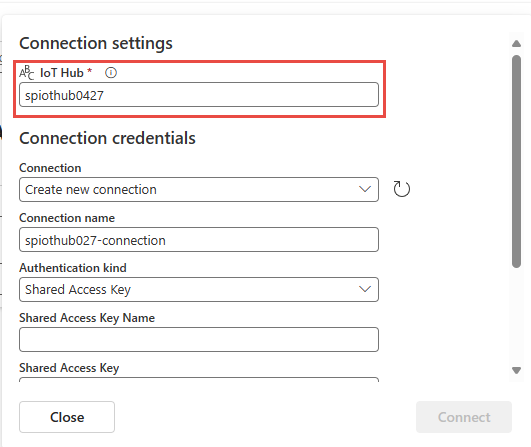 Connection settings
ABC IoT Hub *
spiothub0427
Connection credentials
Connection
Create new connection
Connection name
spiothub027-connection
Authentication kind
Shared Access Key
Shared Access Key Name
Shared Access Key
Close
Connect